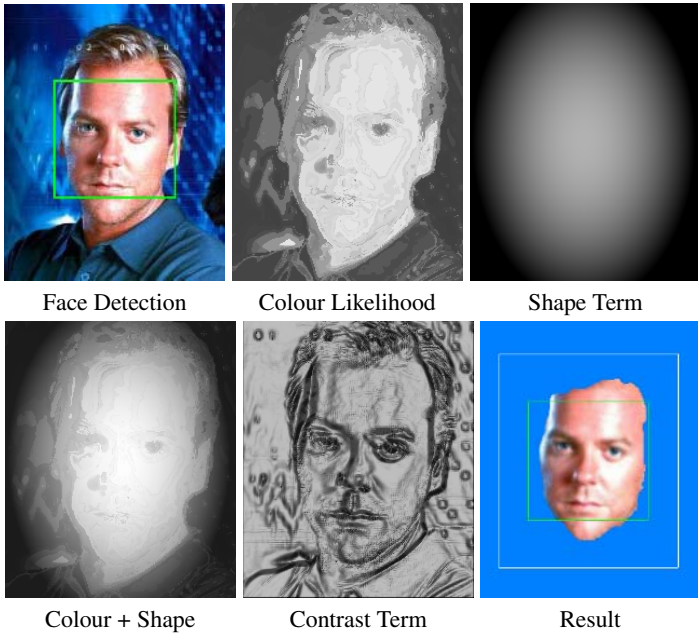 Face Detection
Colour Likelihood
Shape Term
Colour + Shape
Contrast Term
Result